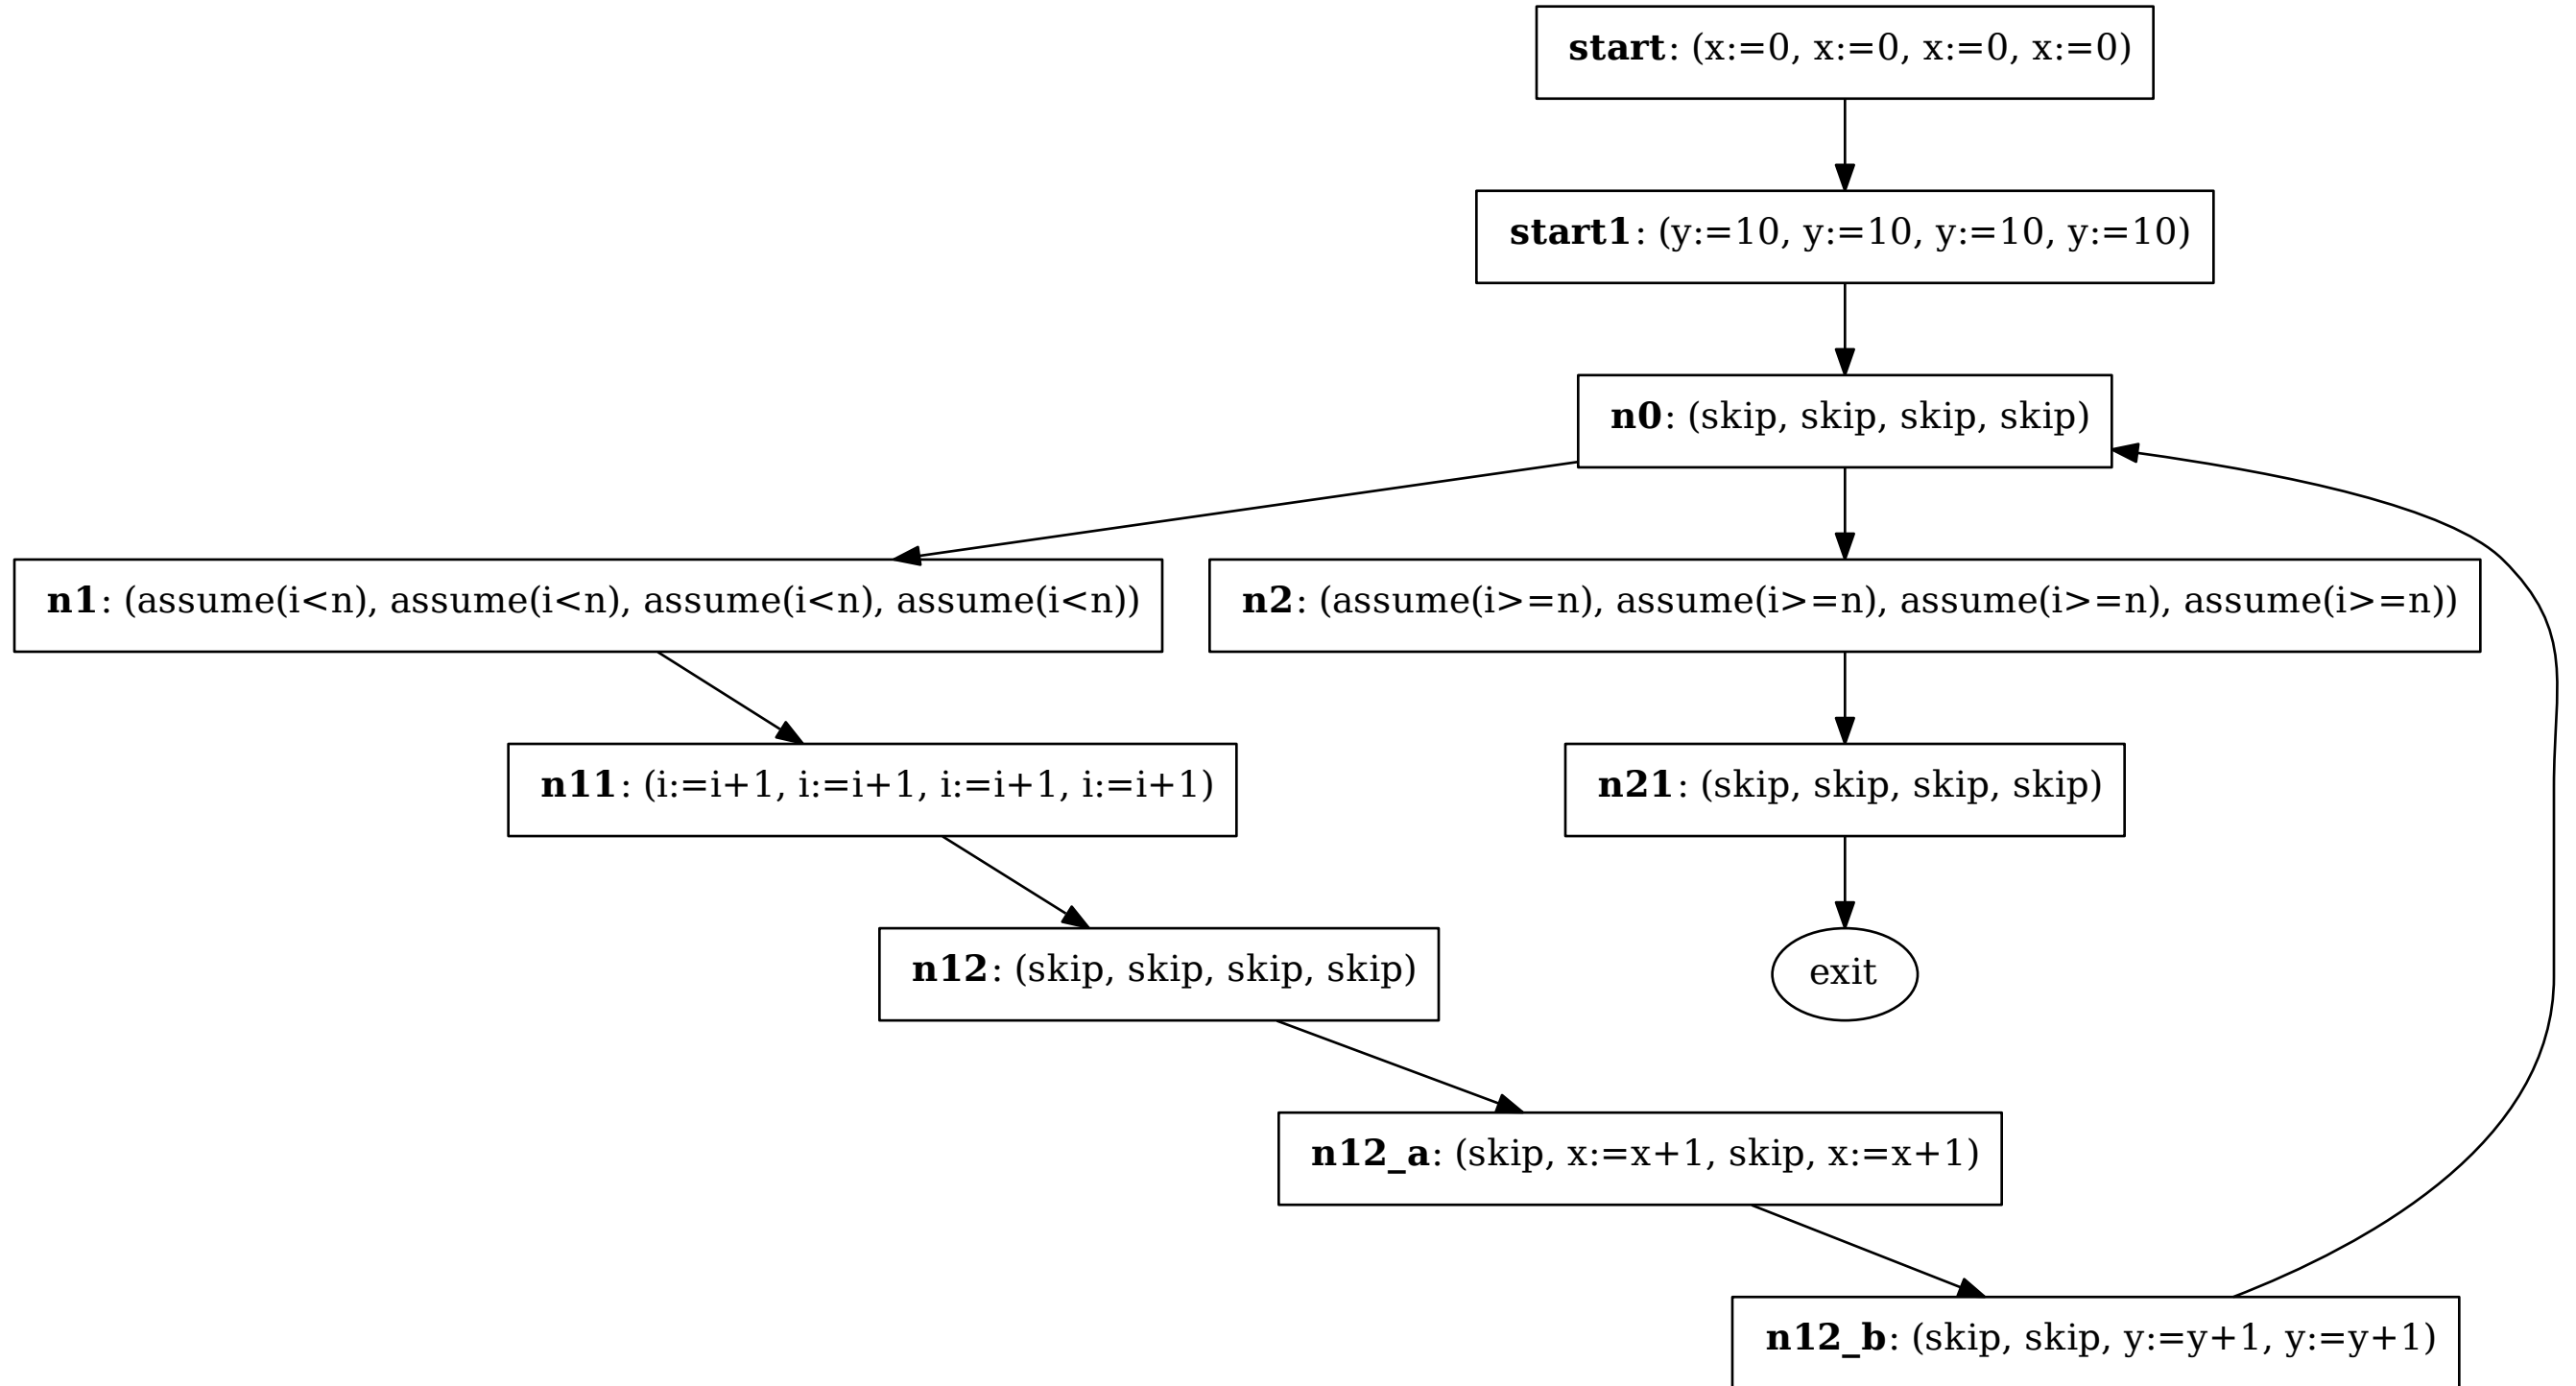 start: (x:=0, x:=0, x:=0, x:=0)
start1: (y:=10, y:=10, y:=10, y:=10)
n0: (skip, skip, skip, skip)
n1: (assume(i<n), assume(i<n), assume(i<n), assume(i<n))
n2: (assume(i>=n), assume(i>=n), assume(i>=n), assume(i>=n))
n11: (i:=i+1, i:=i+1, i:=i+1, i:=i+1)
n21: (skip, skip, skip, skip)
n12: (skip, skip, skip, skip)
exit
n12_a: (skip, x:=x+1, skip, x:=x+1)
n12_b: (skip, skip, y:=y+1, y:=y+1)